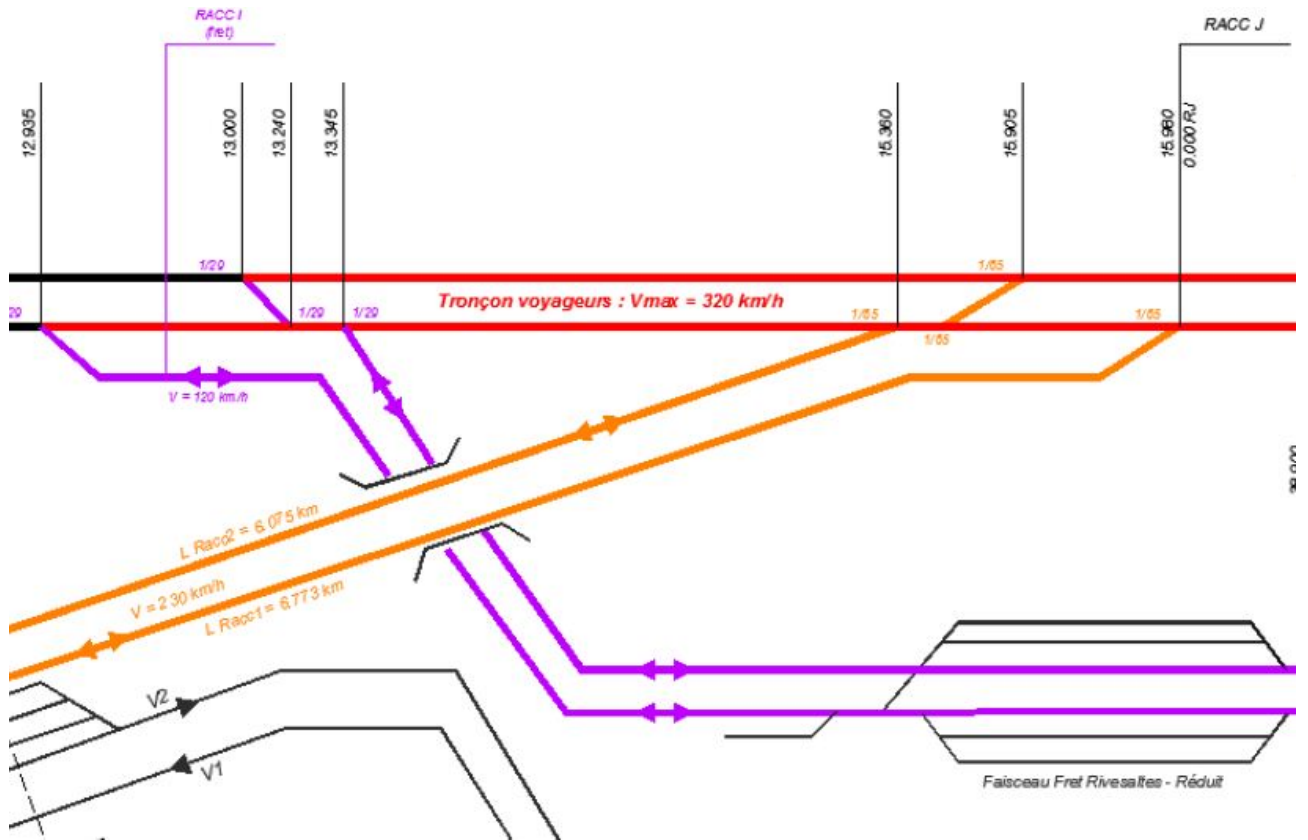 RACC I
(fret)
RACC J
12.935
13.000
13.240
13.345
15.360
15.905
15.980
0.000 RJ
1/29
1/65
29
1/29
1/29
1/65
1/65
1/65
Tronçon voyageurs : Vmax = 320 km/h
V = 120 km/h
L Racc2 = 6.075 km
V = 230 km/h
L Racc1 = 6.773 km
V2
V1
Faisceau Fret Rivesaltes - Réduit